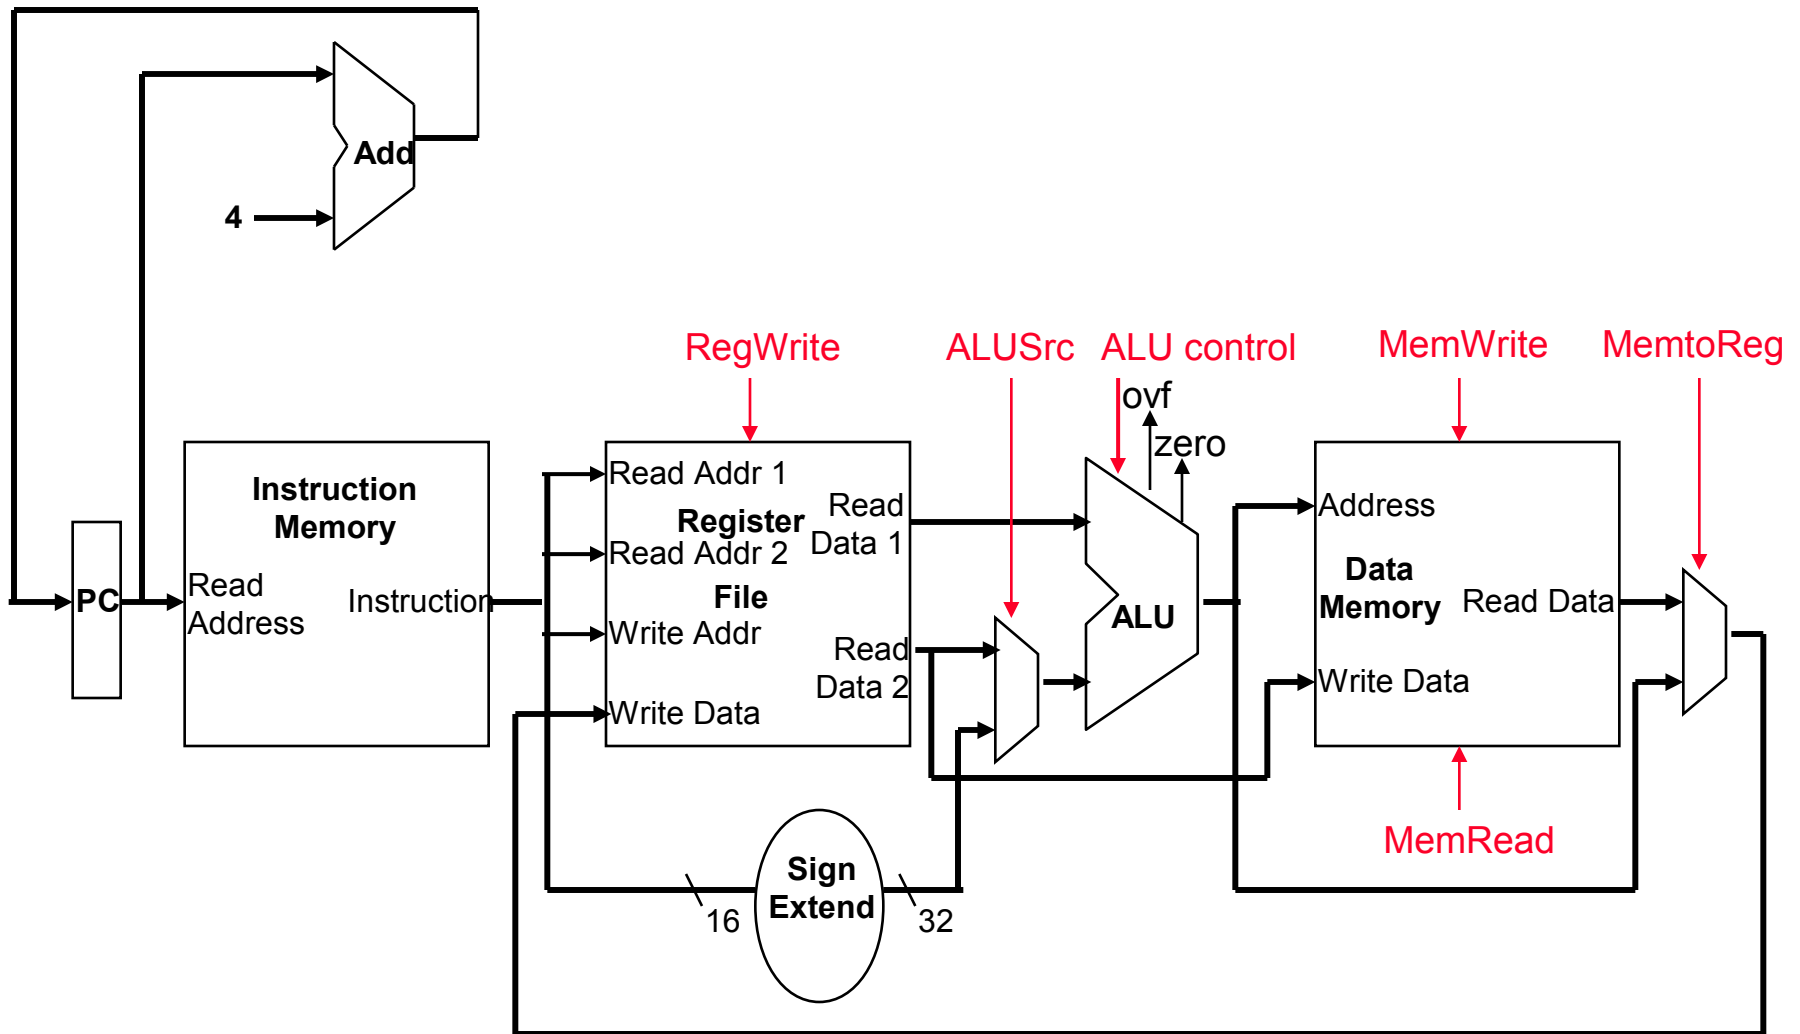 Add
4
RegWrite
ALUSrc
ALU control
MemWrite
MemtoReg
ovf
zero
Instruction
Memory
Read
Address
Instruction
PC
Read Addr 1
Register
Read Addr 2
File
Write Addr
Write Data
Read
Data 1
Read
Data 2
ALU
Address
Data
Memory
Read Data
Write Data
MemRead
Sign
Extend
16
32